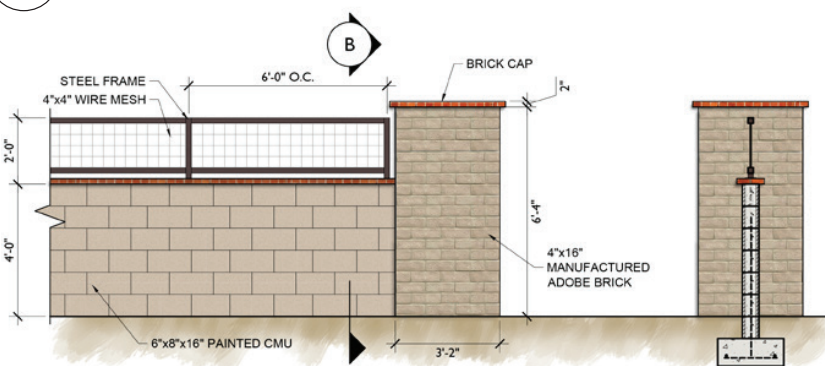 B
BRICK CAP
STEEL FRAME
6'-0" O.C.
2"
4"x4" WIRE MESH
2'-0"
6'-4"
4'-0"
4"x16"
MANUFACTURED
ADOBE BRICK
6"x8"x16" PAINTED CMU
3'-2"